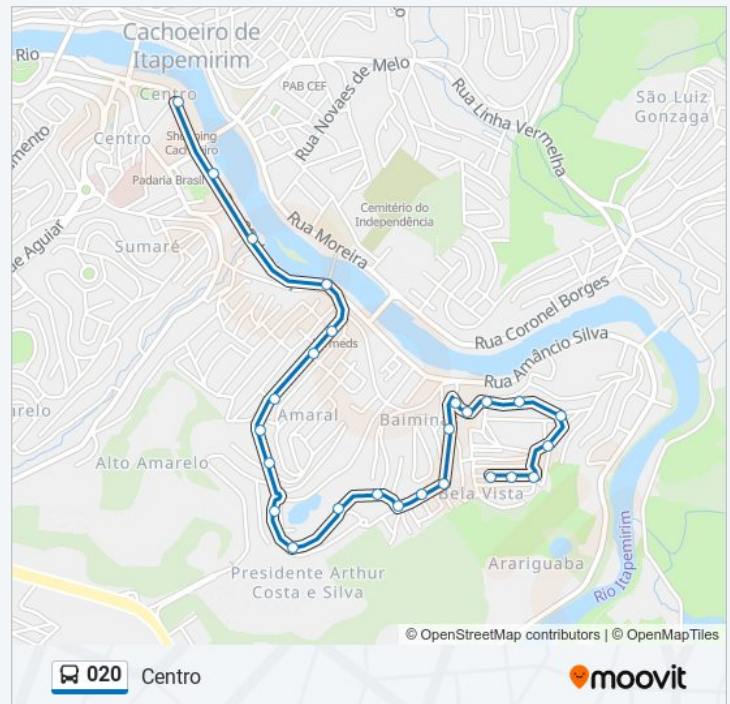 Cachoeiro de
Itapemirim
Rio
Centro
PAB CEF
Rua Novaes de Melo
Rua Linha Vermelha
São Luiz
Gonzaga
Centro
Shopping
Cachoeiro
Padaria Brasil
Cemitério do
Independência
Rua Moreira
de Aguiar
Sumaré
Rua Coronel Borges
meds
Rua Amâncio Silva
arelo
Amaral
Baimina
Alto Amarelo
Bela Vista
Arariguaba
Rio Itapemirim
Presidente Arthur
Costa e Silva
© OpenStreetMap contributors | © OpenMapTiles
020 Centro
moovit